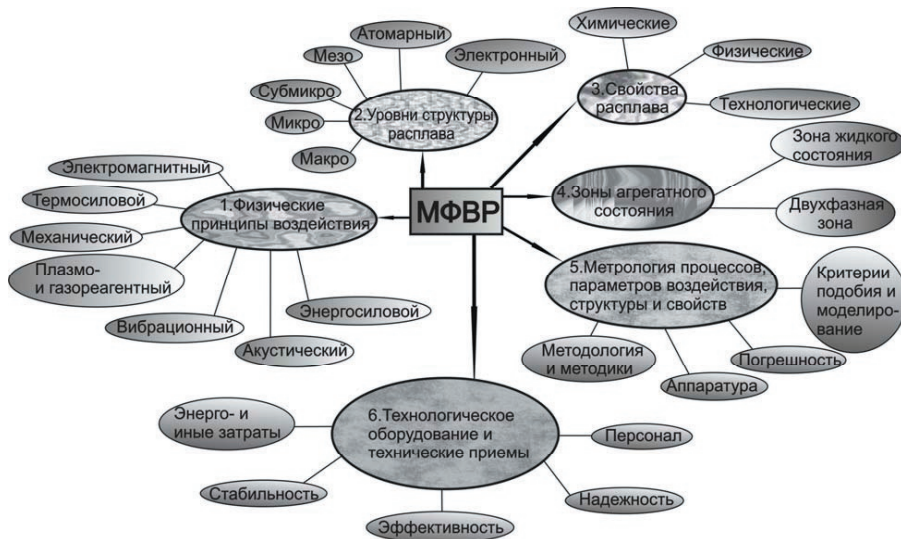 МФВР
1.Физические
принципы воздействия
Электромагнитный
Термосиловой
Механический
Плазмо-
и газореагентный
Вибрационный
Акустический
Энергосиловой
2.Уровни структуры
расплава
Макро
Микро
Субмикро
Мезо
Атомарный
Электронный
3.Свойства
расплава
Химические
Физические
Технологические
4.Зоны агрегатного
состояния
Зона жидкого
состояния
Двухфазная
зона
5.Метрология процессов,
параметров воздействия,
структуры и свойств
Критерии
подобия и
моделиро-
вание
Погрешность
Аппаратура
Методология
и методики
6.Технологическое
оборудование и
технические приемы
Энерго- и
иные затраты
Стабильность
Эффективность
Надежность
Персонал